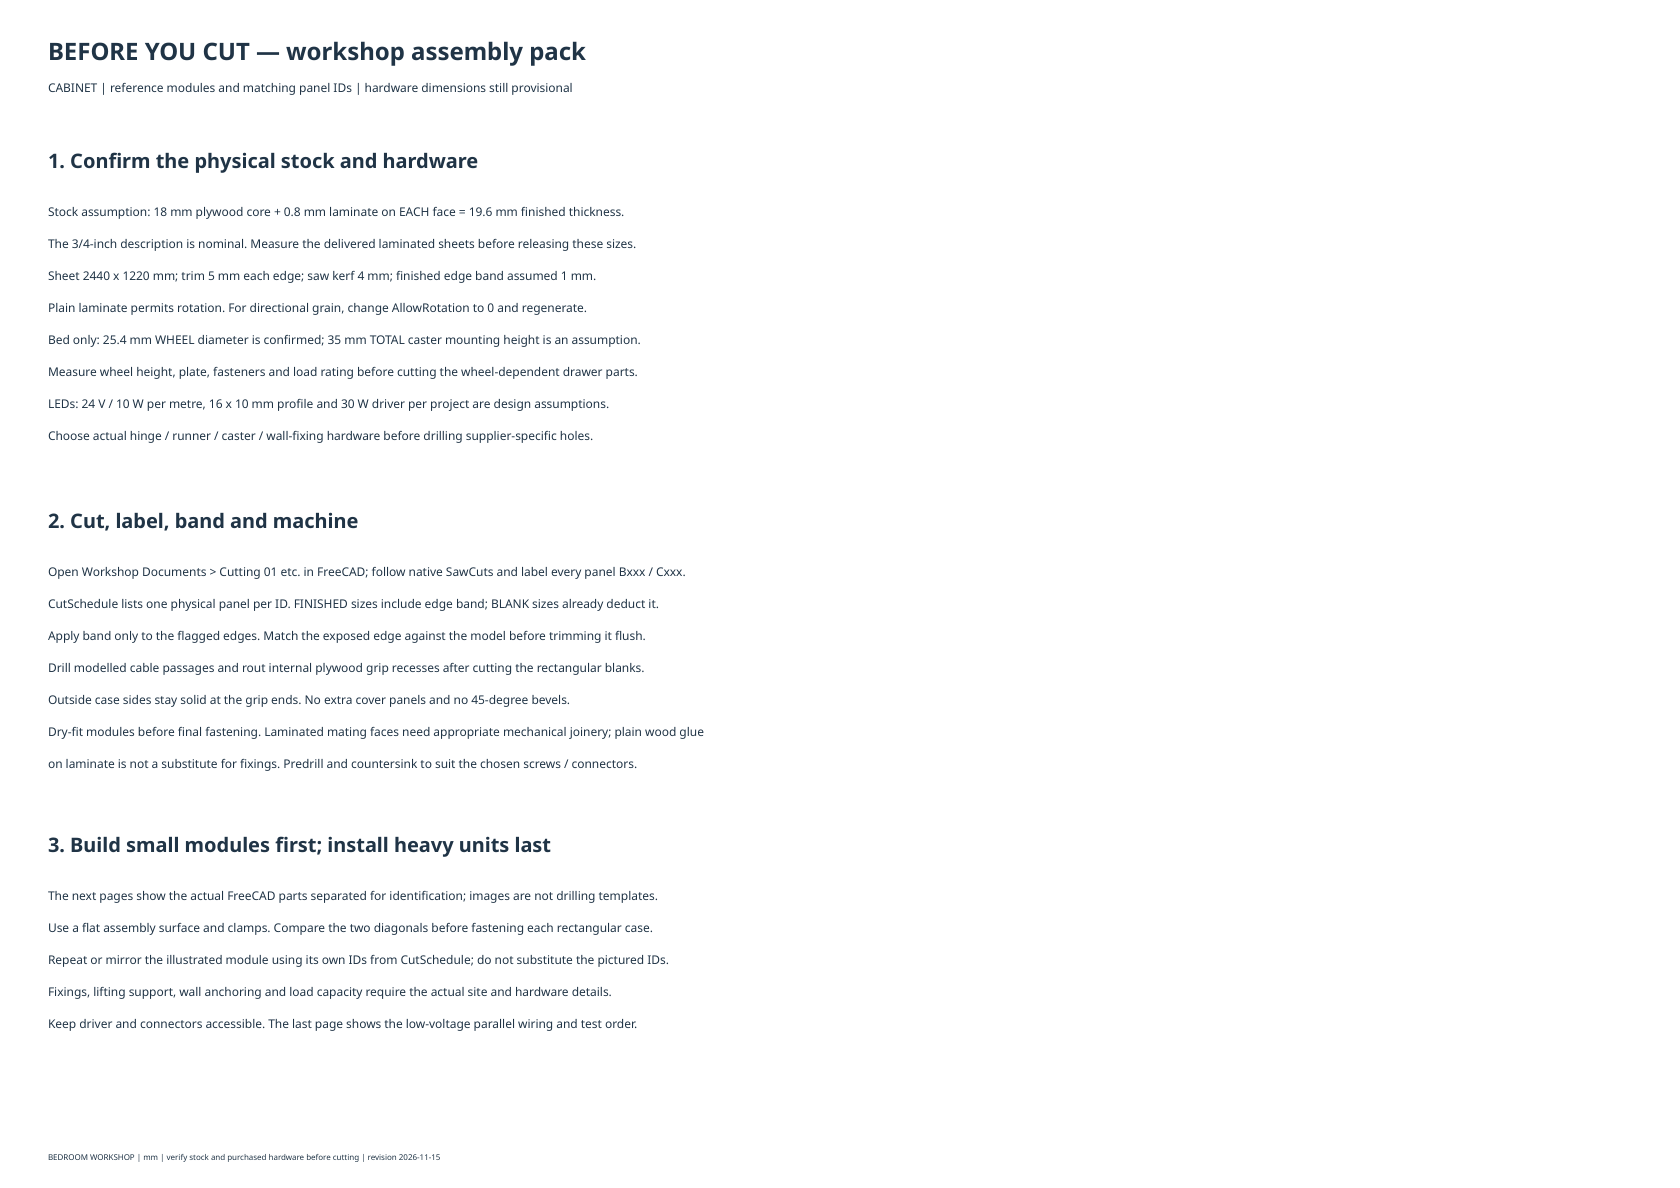 BEFORE YOU CUT — workshop assembly pack
CABINET | reference modules and matching panel IDs | hardware dimensions still provisional
1. Confirm the physical stock and hardware
Stock assumption: 18 mm plywood core + 0.8 mm laminate on EACH face = 19.6 mm finished thickness.
The 3/4-inch description is nominal. Measure the delivered laminated sheets before releasing these sizes.
Sheet 2440 x 1220 mm; trim 5 mm each edge; saw kerf 4 mm; finished edge band assumed 1 mm.
Plain laminate permits rotation. For directional grain, change AllowRotation to 0 and regenerate.
Bed only: 25.4 mm WHEEL diameter is confirmed; 35 mm TOTAL caster mounting height is an assumption.
Measure wheel height, plate, fasteners and load rating before cutting the wheel-dependent drawer parts.
LEDs: 24 V / 10 W per metre, 16 x 10 mm profile and 30 W driver per project are design assumptions.
Choose actual hinge / runner / caster / wall-fixing hardware before drilling supplier-specific holes.
2. Cut, label, band and machine
Open Workshop Documents > Cutting 01 etc. in FreeCAD; follow native SawCuts and label every panel Bxxx / Cxxx.
CutSchedule lists one physical panel per ID. FINISHED sizes include edge band; BLANK sizes already deduct it.
Apply band only to the flagged edges. Match the exposed edge against the model before trimming it flush.
Drill modelled cable passages and rout internal plywood grip recesses after cutting the rectangular blanks.
Outside case sides stay solid at the grip ends. No extra cover panels and no 45-degree bevels.
Dry-fit modules before final fastening. Laminated mating faces need appropriate mechanical joinery; plain wood glue
on laminate is not a substitute for fixings. Predrill and countersink to suit the chosen screws / connectors.
3. Build small modules first; install heavy units last
The next pages show the actual FreeCAD parts separated for identification; images are not drilling templates.
Use a flat assembly surface and clamps. Compare the two diagonals before fastening each rectangular case.
Repeat or mirror the illustrated module using its own IDs from CutSchedule; do not substitute the pictured IDs.
Fixings, lifting support, wall anchoring and load capacity require the actual site and hardware details.
Keep driver and connectors accessible. The last page shows the low-voltage parallel wiring and test order.
BEDROOM WORKSHOP | mm | verify stock and purchased hardware before cutting | revision 2026-11-15